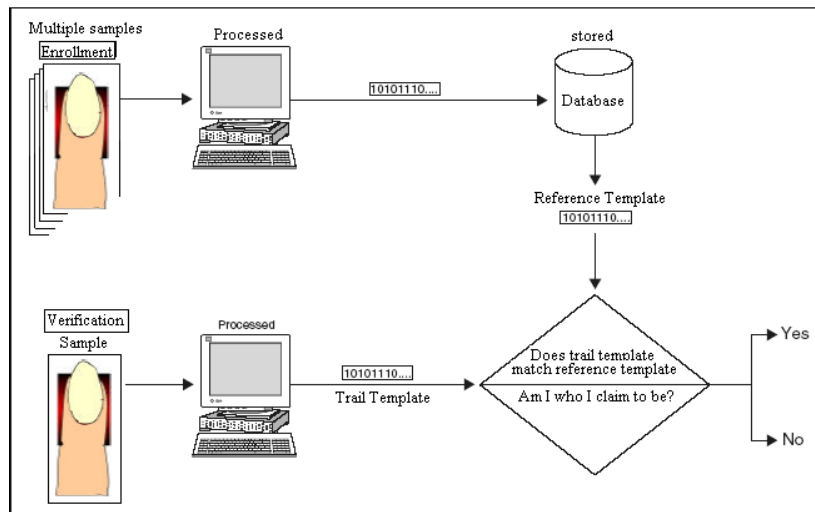 Multiple samples
Enrollment
Processed
10101110....
stored
Database
Reference Template
10101110....
Verification
Sample
Processed
10101110....
Trail Template
Does trail template
match reference template
Am I who I claim to be?
Yes
No